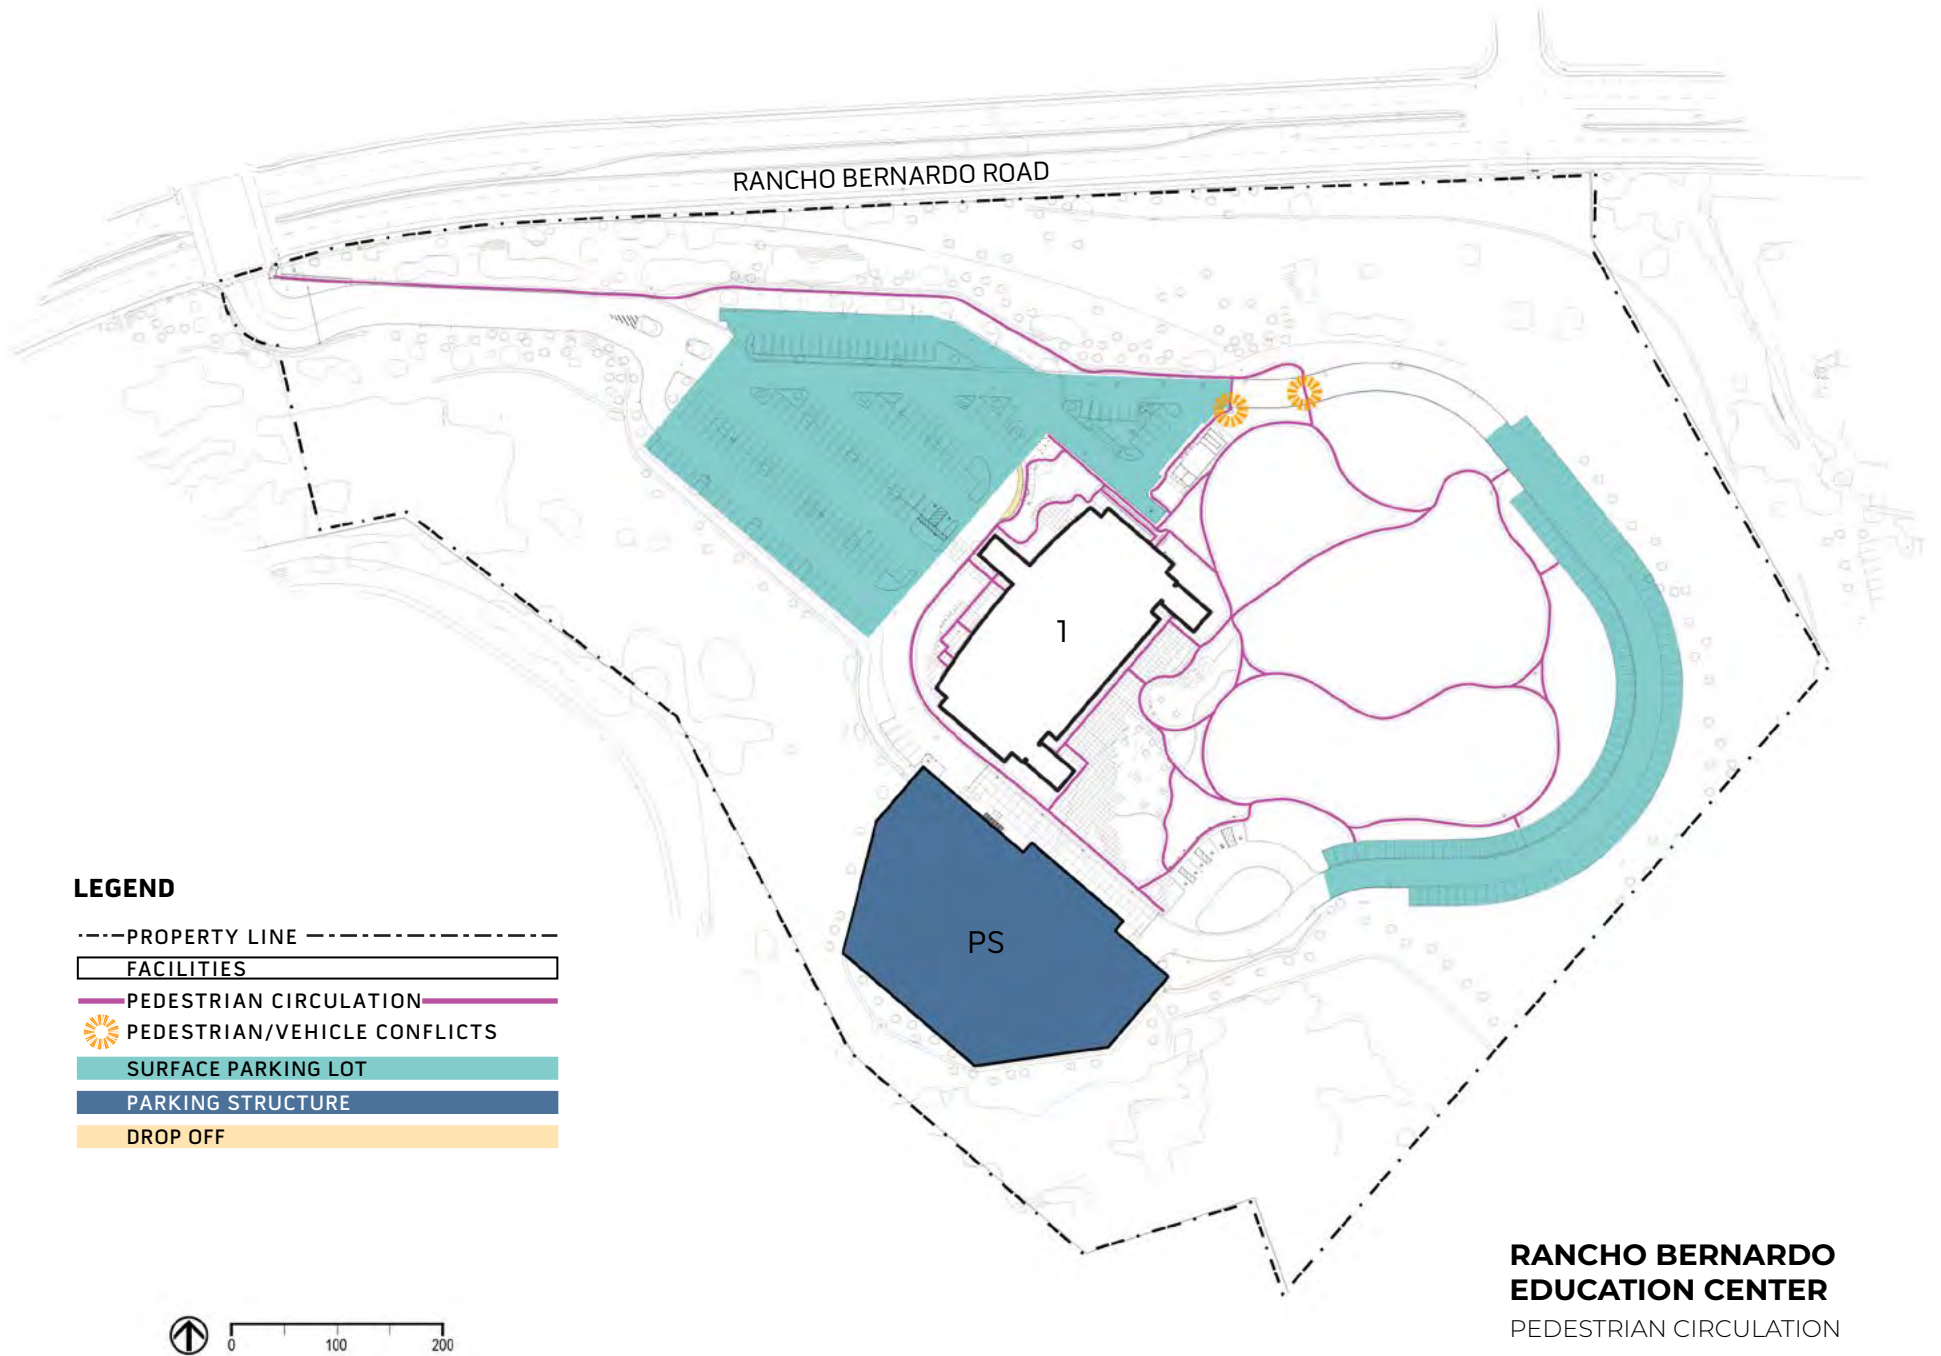 RANCHO BERNARDO ROAD
1
PS
LEGEND
PROPERTY LINE
FACILITIES
PEDESTRIAN CIRCULATION
PEDESTRIAN/VEHICLE CONFLICTS
SURFACE PARKING LOT
PARKING STRUCTURE
DROP OFF
0 100 200
RANCHO BERNARDO
EDUCATION CENTER
PEDESTRIAN CIRCULATION